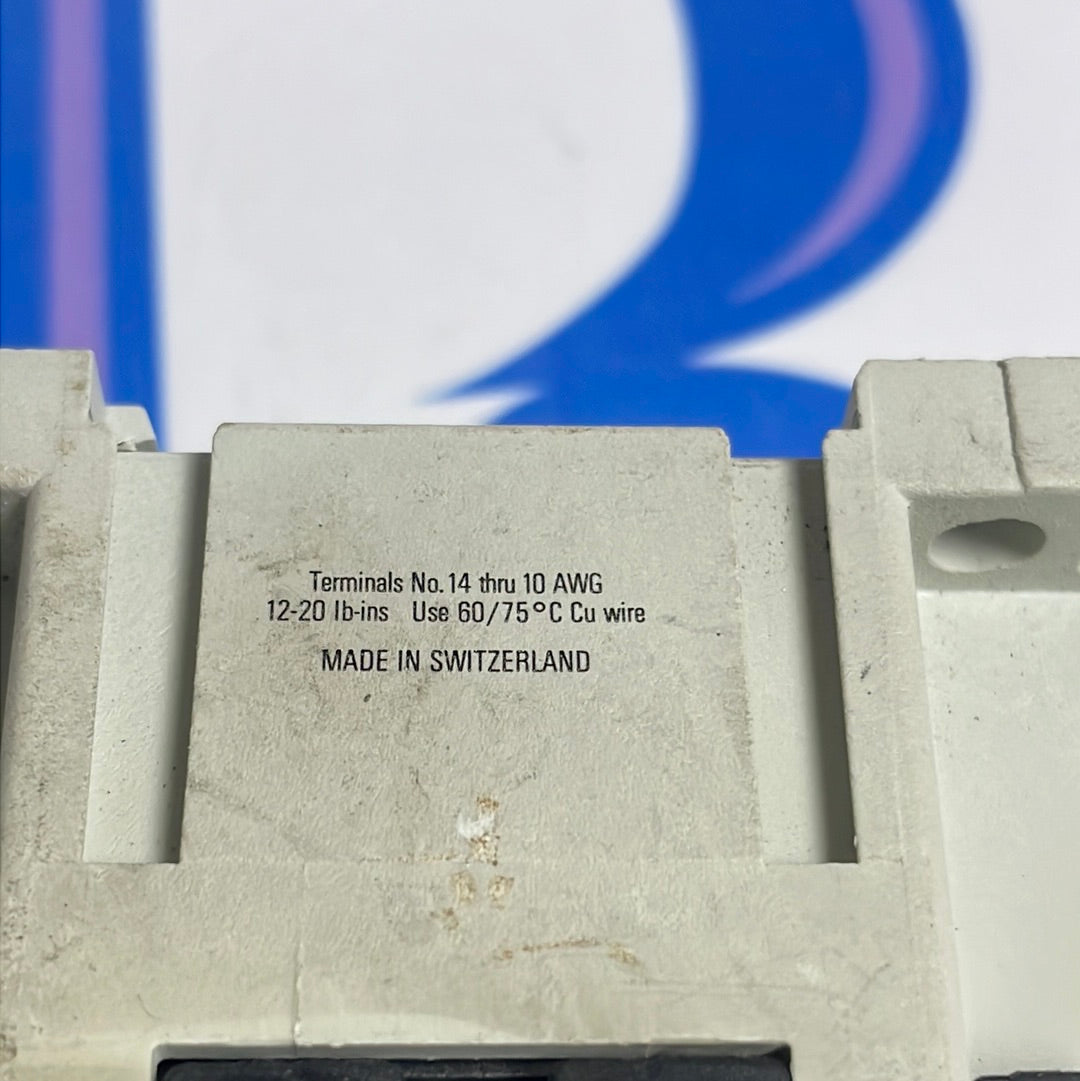 Terminals No. 14 thru 10 AWG
12-20 lb-ins Use 60/75°C Cu wire
MADE IN SWITZERLAND